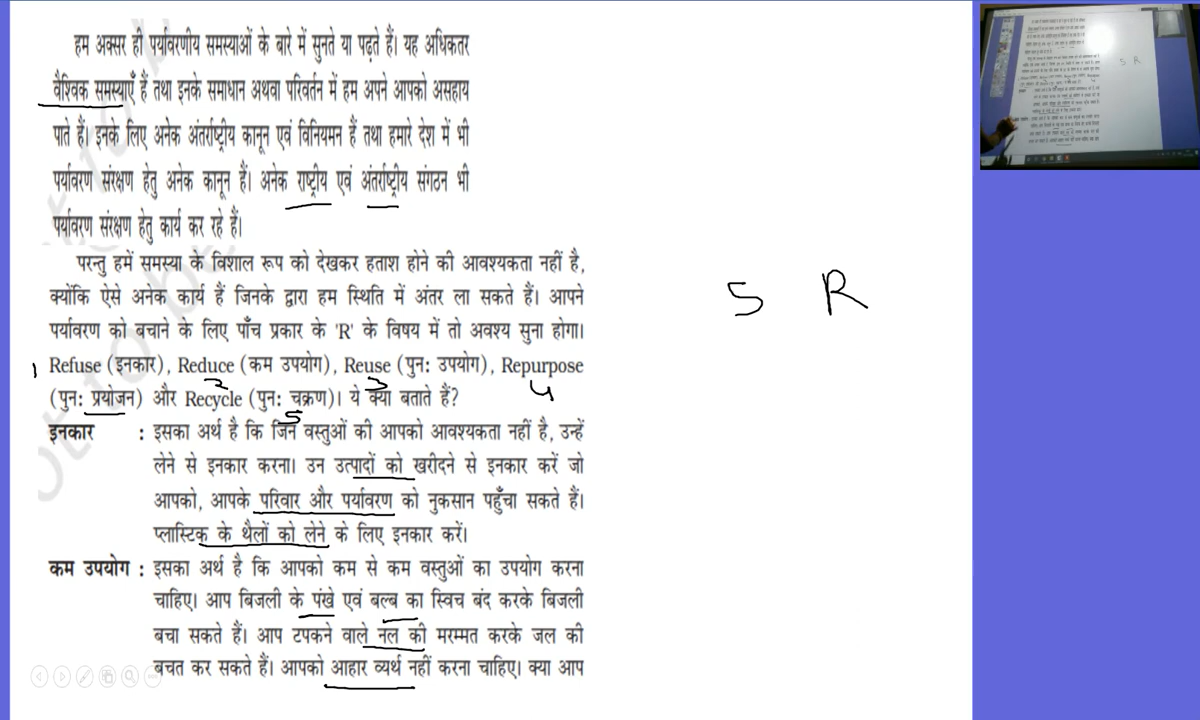 हम अक्सर ही पर्यावरणीय समस्याओं के बारे में सुनते या पढ़ते हैं। यह अधिकतर
वैश्विक समस्याएँ हैं तथा इनके समाधान अथवा परिवर्तन में हम अपने आपको असहाय
पाते हैं। इनके लिए अनेक अंतर्राष्ट्रीय कानून एवं विनियमन हैं तथा हमारे देश में भी
पर्यावरण संरक्षण हेतु अनेक कानून हैं। अनेक राष्ट्रीय एवं अंतर्राष्ट्रीय संगठन भी
पर्यावरण संरक्षण हेतु कार्य कर रहे हैं।
परन्तु हमें समस्या के विशाल रूप को देखकर हताश होने की आवश्यकता नहीं है,
क्योंकि ऐसे अनेक कार्य हैं जिनके द्वारा हम स्थिति में अंतर ला सकते हैं। आपने
पर्यावरण को बचाने के लिए पाँच प्रकार के 'R' के विषय में तो अवश्य सुना होगा।
1 Refuse (इनकार), Reduce (कम उपयोग), Reuse (पुन: उपयोग), Repurpose
2 3 4
(पुन: प्रयोजन) और Recycle (पुन: चक्रण)। ये क्या बताते हैं?
5
इनकार : इसका अर्थ है कि जिन वस्तुओं की आपको आवश्यकता नहीं है, उन्हें
लेने से इनकार करना। उन उत्पादों को खरीदने से इनकार करें जो
आपको, आपके परिवार और पर्यावरण को नुकसान पहुँचा सकते हैं।
प्लास्टिक के थैलों को लेने के लिए इनकार करें।
कम उपयोग : इसका अर्थ है कि आपको कम से कम वस्तुओं का उपयोग करना
चाहिए। आप बिजली के पंखे एवं बल्ब का स्विच बंद करके बिजली
बचा सकते हैं। आप टपकने वाले नल की मरम्मत करके जल की
बचत कर सकते हैं। आपको आहार व्यर्थ नहीं करना चाहिए। क्या आप
5 R
5 R